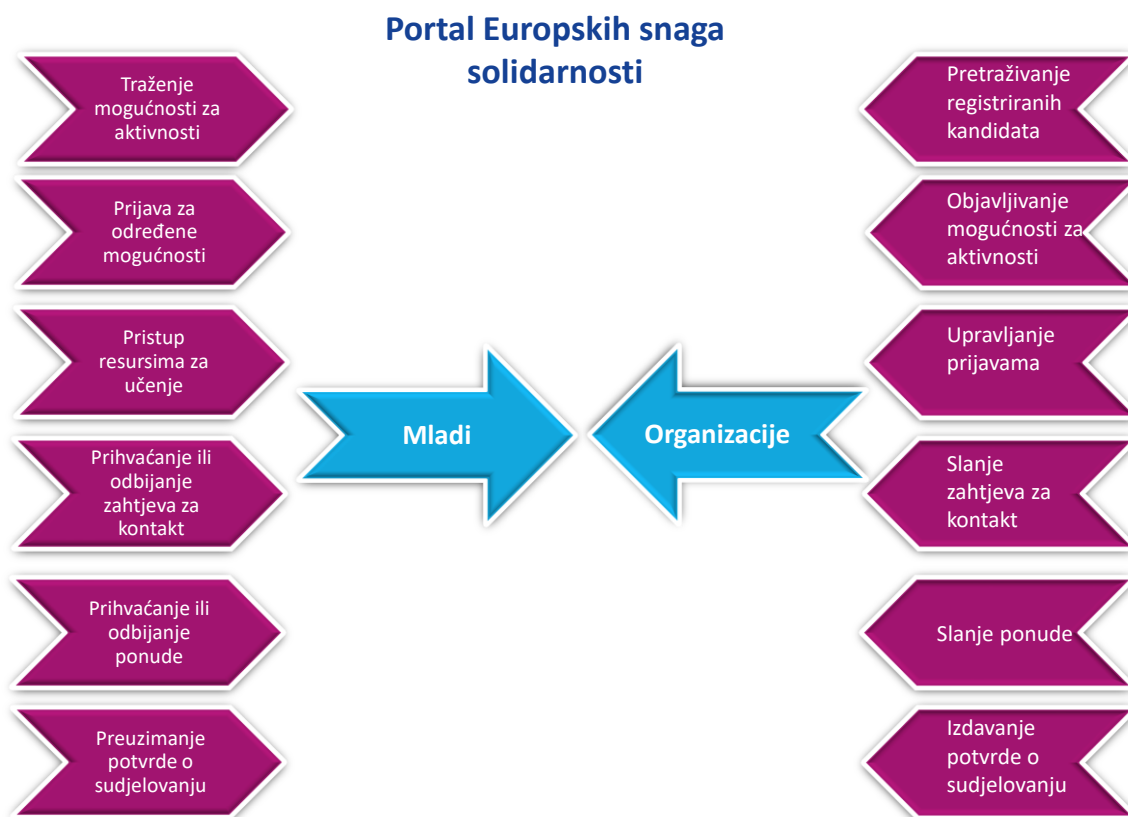 Portal Europskih snaga
solidarnosti
Traženje
mogućnosti za
aktivnosti
Prijava za
određene
mogućnosti
Pristup
resursima za
učenje
Prihvaćanje ili
odbijanje
zahtjeva za
kontakt
Prihvaćanje ili
odbijanje
ponude
Preuzimanje
potvrde o
sudjelovanju
Mladi
Organizacije
Pretraživanje
registriranih
kandidata
Objavljivanje
mogućnosti za
aktivnosti
Upravljanje
prijavama
Slanje
zahtjeva za
kontakt
Slanje ponude
Izdavanje
potvrde o
sudjelovanju